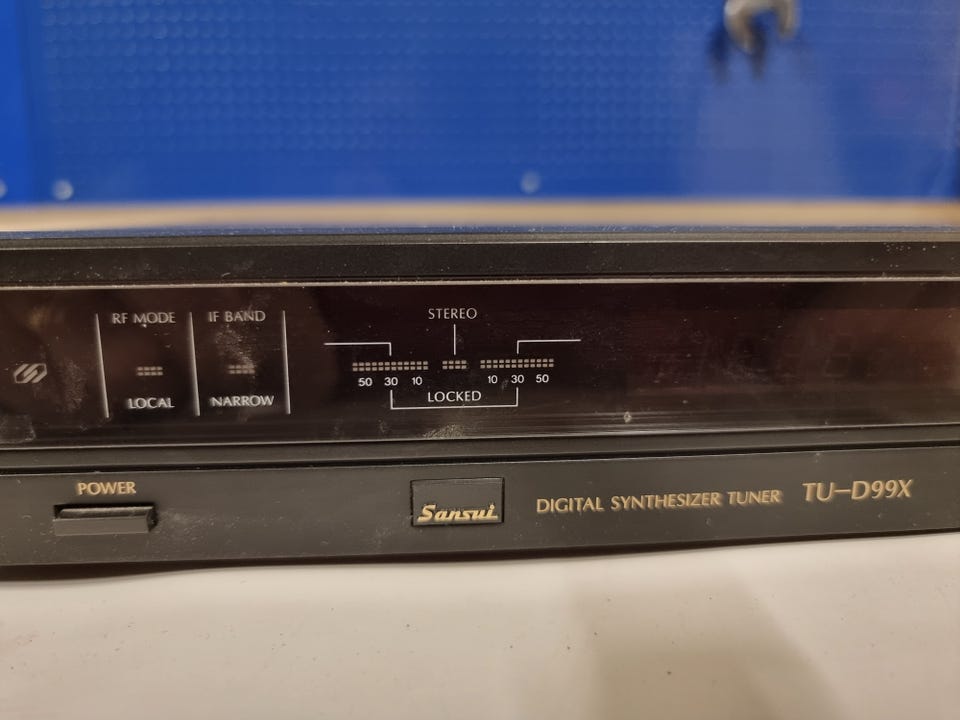 RF MODE
IF BAND
LOCAL
NARROW
STEREO
50 30 10
10 30 50
LOCKED
POWER
Sansui
DIGITAL SYNTHESIZER TUNER TU-D99X